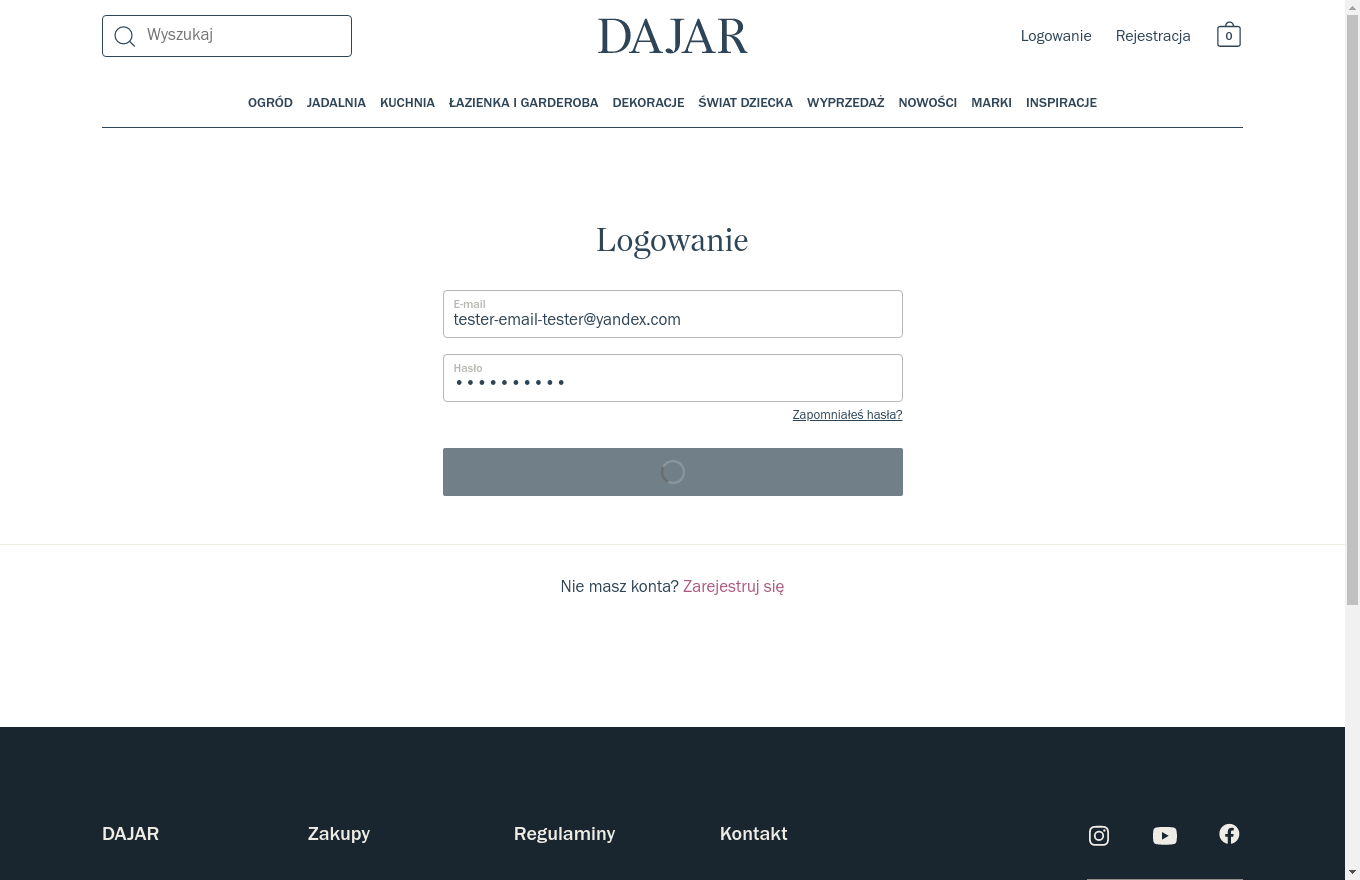 Wyszukaj
DAJAR
Logowanie
Rejestracja
0
OGRÓD JADALNIA KUCHNIA ŁAZIENKA I GARDEROBA DEKORACJE ŚWIAT DZIECKA WYPRZEDAŻ NOWOŚCI MARKI INSPIRACJE
Logowanie
E-mail
tester-email-tester@yandex.com
Hasło
Zapomniałeś hasła?
Nie masz konta? Zarejestruj się
DAJAR
Zakupy
Regulaminy
Kontakt